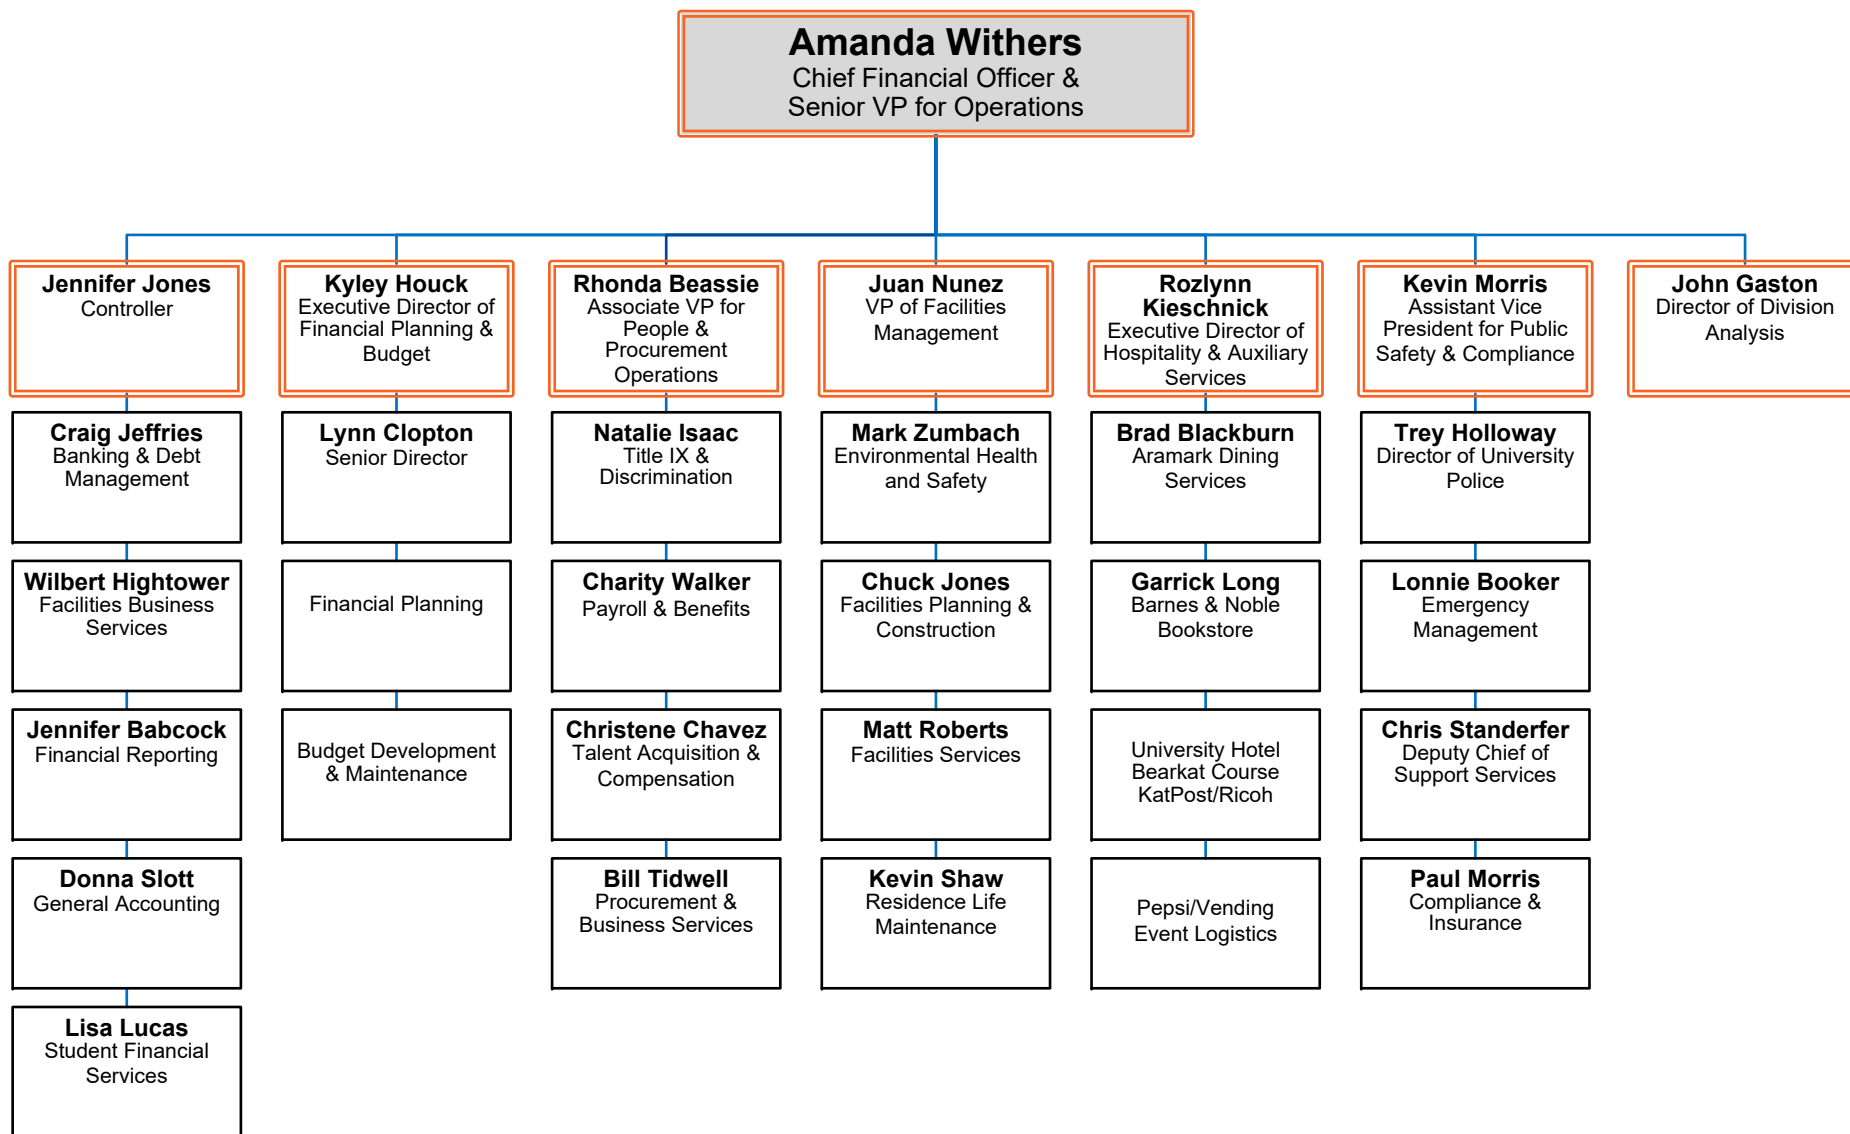 Amanda Withers
Chief Financial Officer &
Senior VP for Operations
Jennifer Jones
Controller
Kyley Houck
Executive Director of
Financial Planning &
Budget
Rhonda Beassie
Associate VP for
People &
Procurement
Operations
Juan Nunez
VP of Facilities
Management
Rozlynn
Kieschnick
Executive Director of
Hospitality & Auxiliary
Services
Kevin Morris
Assistant Vice
President for Public
Safety & Compliance
John Gaston
Director of Division
Analysis
Craig Jeffries
Banking & Debt
Management
Lynn Clopton
Senior Director
Natalie Isaac
Title IX &
Discrimination
Mark Zumbach
Environmental Health
and Safety
Brad Blackburn
Aramark Dining
Services
Trey Holloway
Director of University
Police
Wilbert Hightower
Facilities Business
Services
Financial Planning
Charity Walker
Payroll & Benefits
Chuck Jones
Facilities Planning &
Construction
Garrick Long
Barnes & Noble
Bookstore
Lonnie Booker
Emergency
Management
Jennifer Babcock
Financial Reporting
Budget Development
& Maintenance
Christene Chavez
Talent Acquisition &
Compensation
Matt Roberts
Facilities Services
University Hotel
Bearkat Course
KatPost/Ricoh
Chris Standerfer
Deputy Chief of
Support Services
Donna Slott
General Accounting
Bill Tidwell
Procurement &
Business Services
Kevin Shaw
Residence Life
Maintenance
Pepsi/Vending
Event Logistics
Paul Morris
Compliance &
Insurance
Lisa Lucas
Student Financial
Services